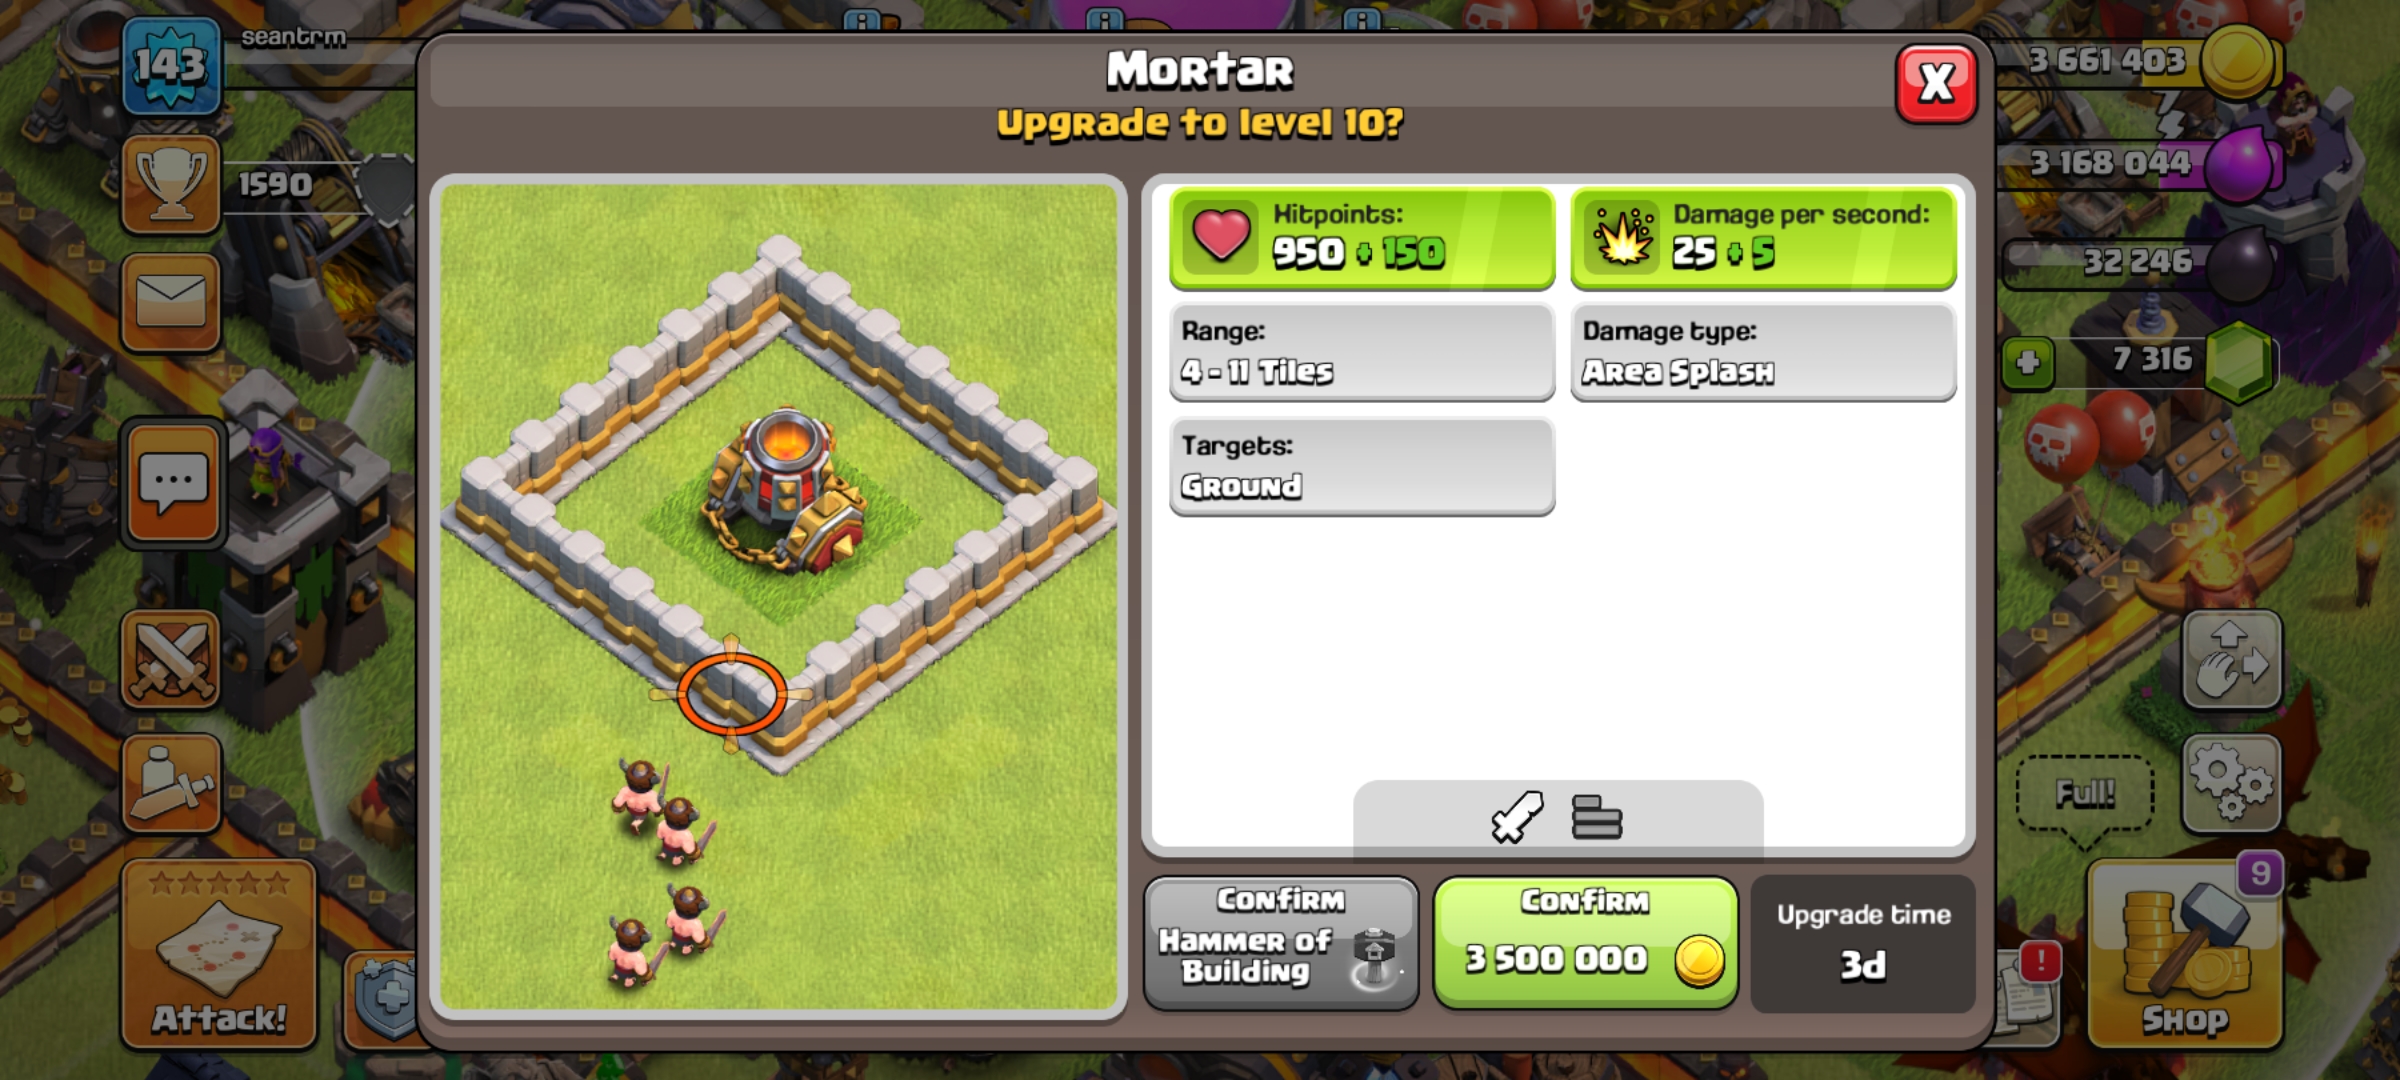 143
seantrm
1590
Mortar
Upgrade to level 10?
X
3 661 403
3 168 044
32 246
7 316
Hitpoints:
950 + 150
Damage per second:
25 + 5
Range:
4 - 11 Tiles
Damage type:
Area Splash
Targets:
Ground
Full!
9
Confirm
Hammer of
Building
Confirm
3 500 000
Upgrade time
3d
!
Attack!
Shop